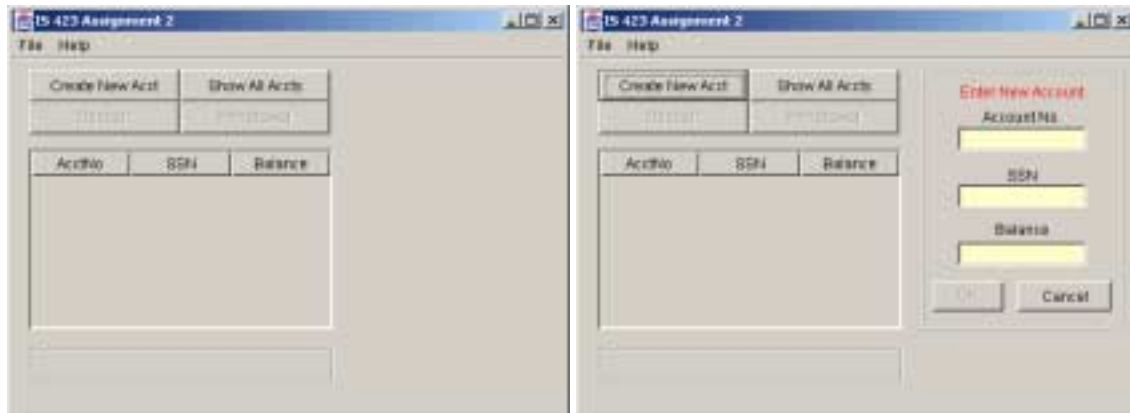 IS 423 Assignment 2
File Help
Create New Acct Show All Accts
AcctNo SSN Balance
IS 423 Assignment 2
File Help
Create New Acct Show All Accts
AcctNo SSN Balance
Enter New Account
Account No
SSN
Balance
OK Cancel